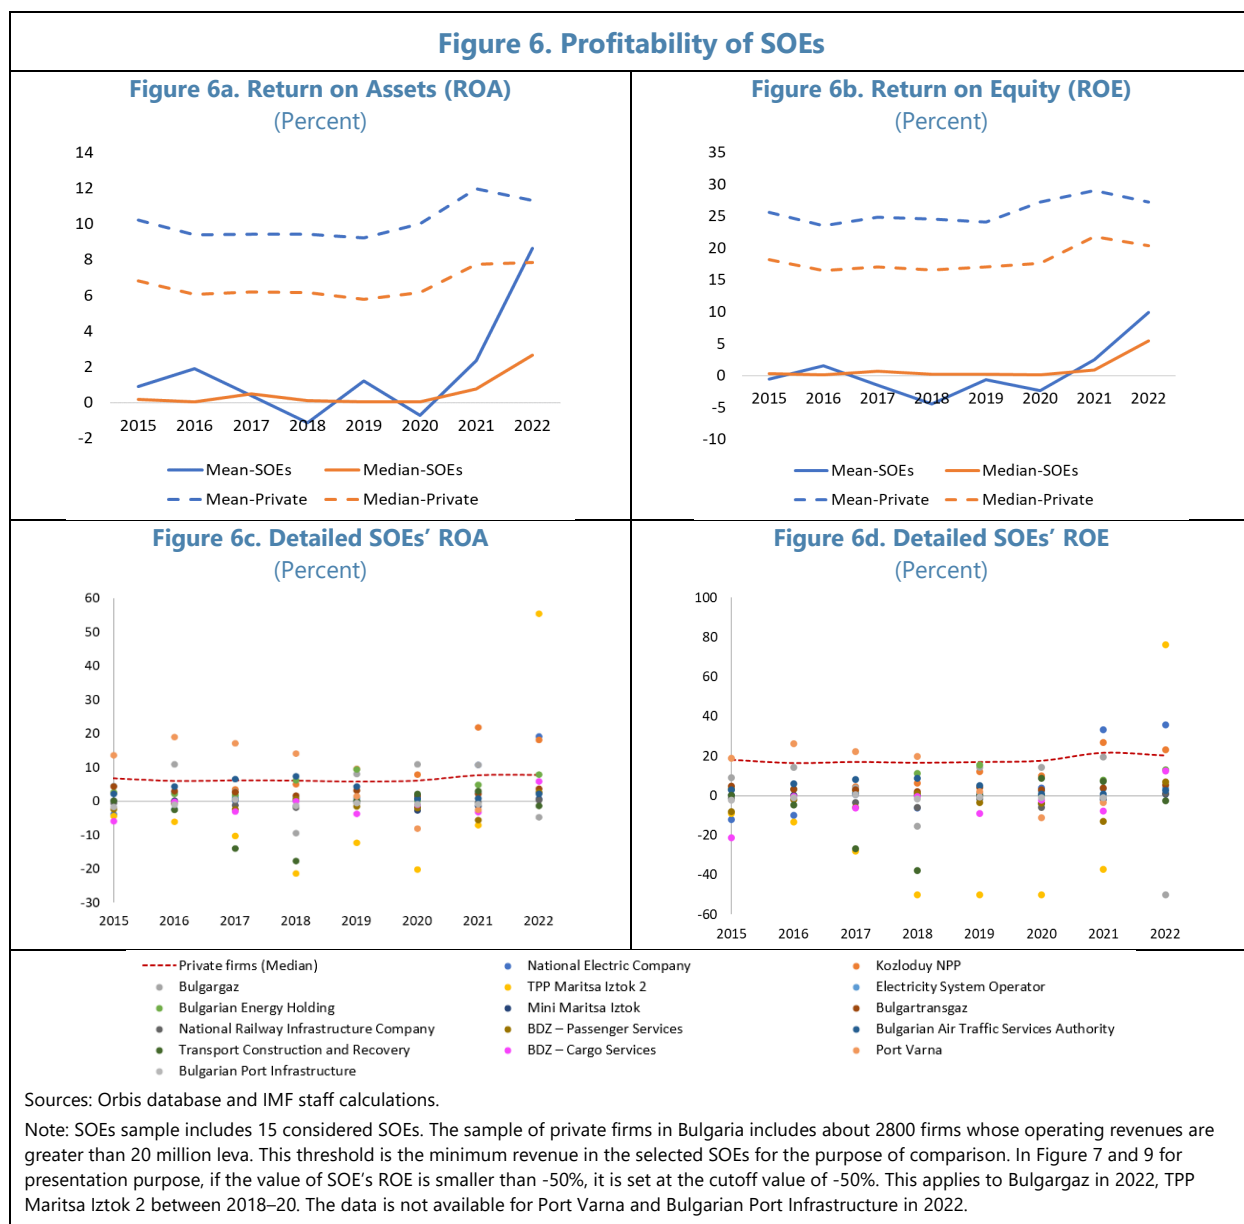 Figure 6. Profitability of SOEs
Figure 6a. Return on Assets (ROA)
(Percent)
14
12
10
8
6
4
2
0
-2
2015 2016 2017 2018 2019 2020 2021 2022
Mean-SOEs Median-SOEs
Mean-Private Median-Private
Figure 6b. Return on Equity (ROE)
(Percent)
35
30
25
20
15
10
5
0
-5
-10
2015 2016 2017 2018 2019 2020 2021 2022
Mean-SOEs Median-SOEs
Mean-Private Median-Private
Figure 6c. Detailed SOEs’ ROA
(Percent)
60
50
40
30
20
10
0
-10
-20
-30
2015 2016 2017 2018 2019 2020 2021 2022
Figure 6d. Detailed SOEs’ ROE
(Percent)
100
80
60
40
20
0
-20
-40
-60
2015 2016 2017 2018 2019 2020 2021 2022
Private firms (Median) National Electric Company Kozloduy NPP
Bulgargaz TPP Maritsa Iztok 2 Electricity System Operator
Bulgarian Energy Holding Mini Maritsa Iztok Bulgartransgaz
National Railway Infrastructure Company BDZ – Passenger Services Bulgarian Air Traffic Services Authority
Transport Construction and Recovery BDZ – Cargo Services Port Varna
Bulgarian Port Infrastructure
Sources: Orbis database and IMF staff calculations.
Note: SOEs sample includes 15 considered SOEs. The sample of private firms in Bulgaria includes about 2800 firms whose operating revenues are
greater than 20 million leva. This threshold is the minimum revenue in the selected SOEs for the purpose of comparison. In Figure 7 and 9 for
presentation purpose, if the value of SOE’s ROE is smaller than -50%, it is set at the cutoff value of -50%. This applies to Bulgargaz in 2022, TPP
Maritsa Iztok 2 between 2018–20. The data is not available for Port Varna and Bulgarian Port Infrastructure in 2022.